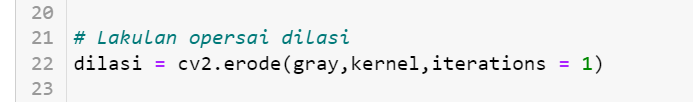 20
21 # Lakulan opersai dilasi
22 dilasi = cv2.erode(gray,kernel,iterations = 1)
23